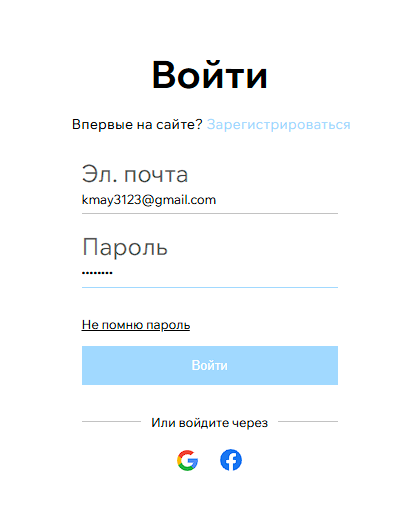 Войти
Впервые на сайте? Зарегистрироваться
Эл. почта
kmay3123@gmail.com
Пароль
••••••••
Не помню пароль
Войти
Или войдите через